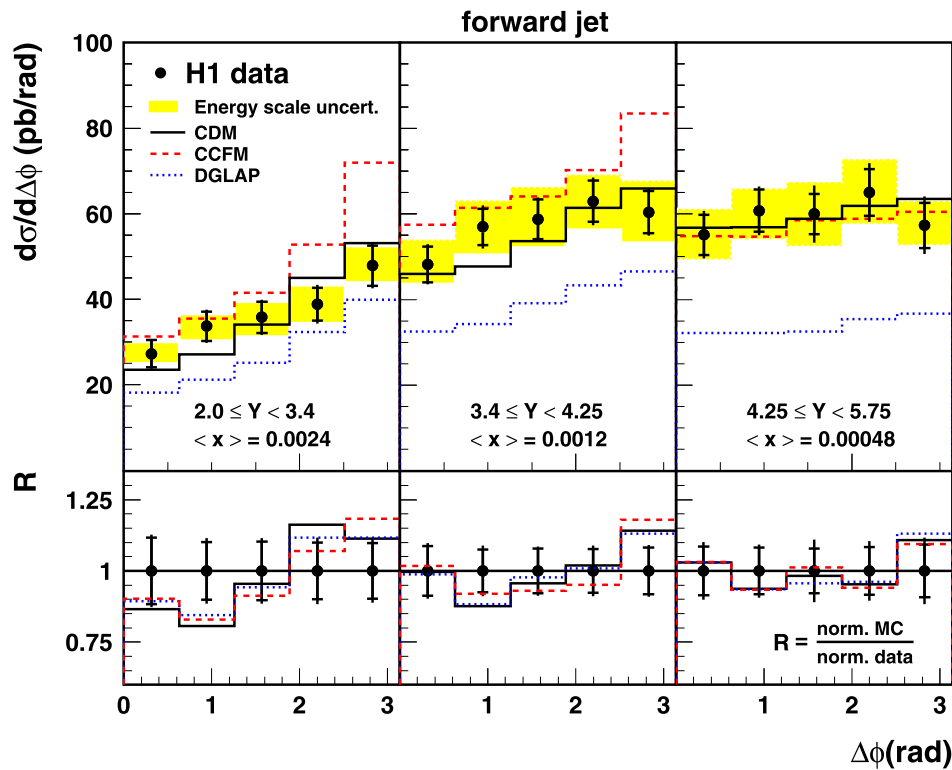 forward jet
dσ/dΔϕ (pb/rad)
100
80
60
40
20
H1 data
Energy scale uncert.
CDM
CCFM
DGLAP
2.0 ≤ Y < 3.4
< x > = 0.0024
3.4 ≤ Y < 4.25
< x > = 0.0012
4.25 ≤ Y < 5.75
< x > = 0.00048
R
1.25
1
0.75
R = norm. MC
norm. data
0 1 2 3 1 2 3 1 2 3
Δϕ(rad)